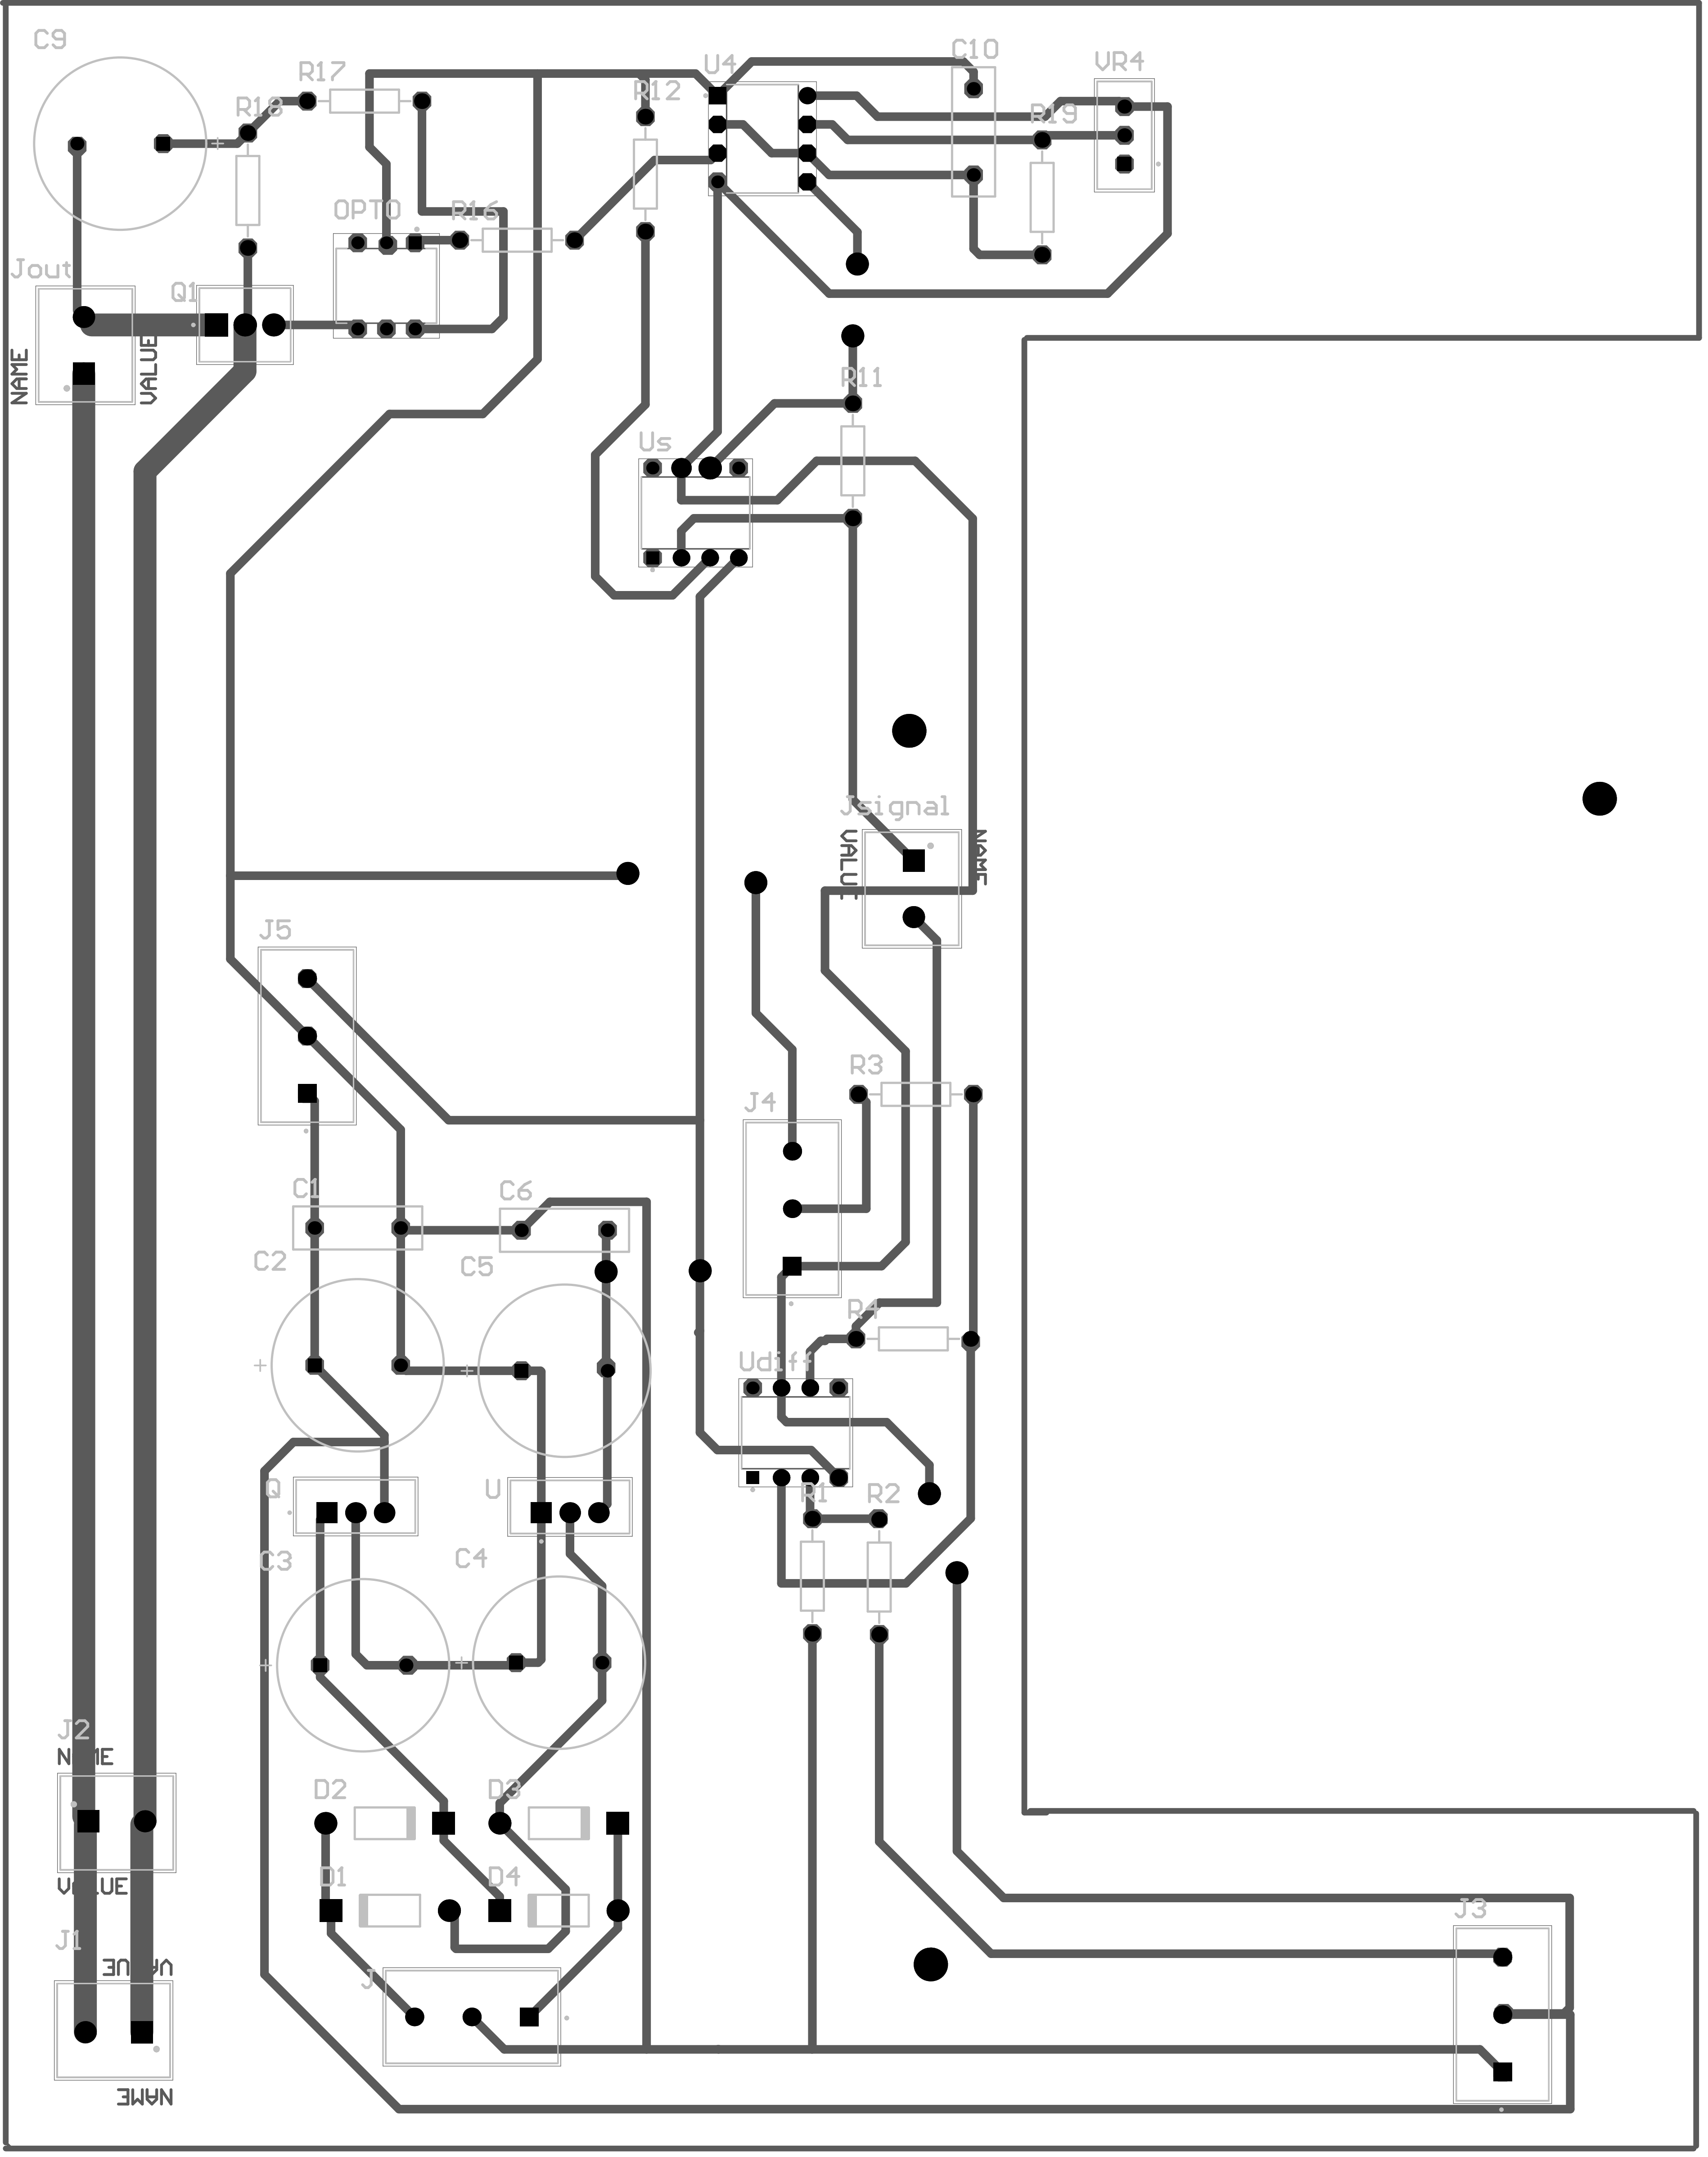 C9
R17
R18
R12
U4
C10
VR4
R19
OPTO
R16
Jout
Q1
NAME
VALUE
R11
Us
Jsignal
VALUE
NAME
J5
R3
J4
C1
C6
C2
C5
R4
Udiff
Q
U
R1
R2
C3
C4
J2
NAME
D2
D3
VALUE
D1
D4
J3
J1
VALUE
J
NAME